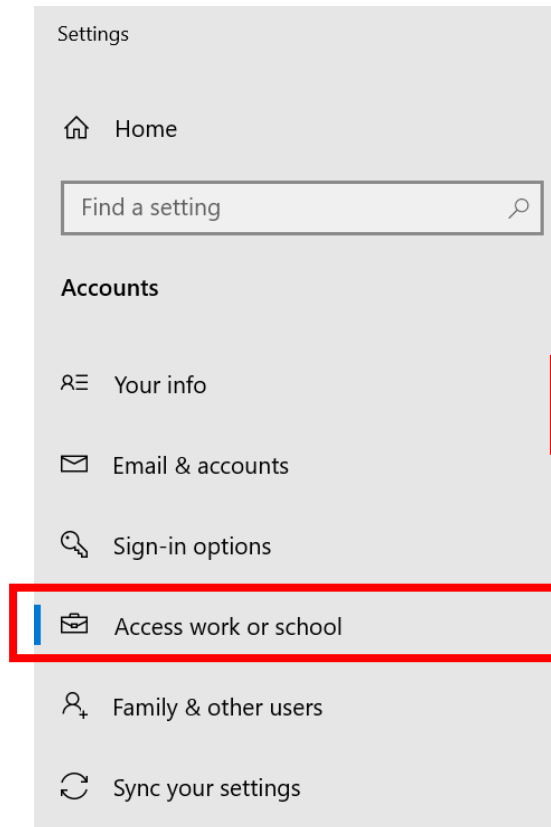 Settings
Home
Find a setting
Accounts
Your info
Email & accounts
Sign-in options
Access work or school
Family & other users
Sync your settings